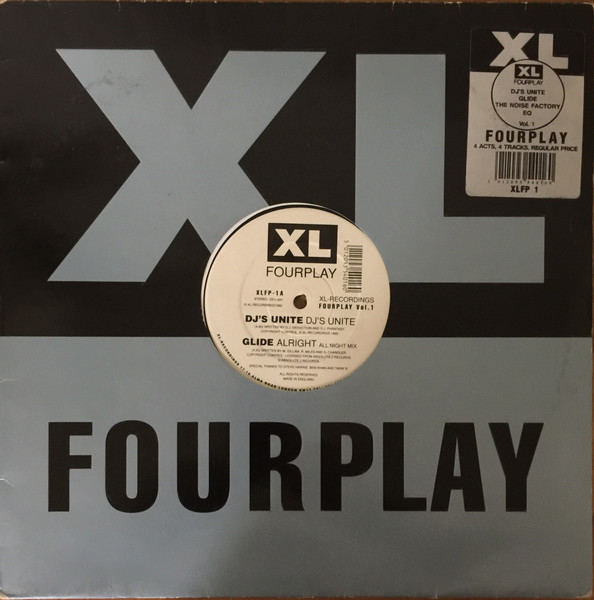 XL
XL
XL
FOURPLAY
DJ'S UNITE
GLIDE
THE NOISE FACTORY
EQ
Vol. 1
FOURPLAY
4 ACTS, 4 TRACKS, REGULAR PRICE
XLFP 1
XL
FOURPLAY
XLFP-1A
XL-RECORDINGS
FOURPLAY Vol.1
DJ'S UNITE DJ'S UNITE
GLIDE ALRIGHT ALL NIGHT MIX
ALL RIGHTS RESERVED
MADE IN ENGLAND
FOURPLAY